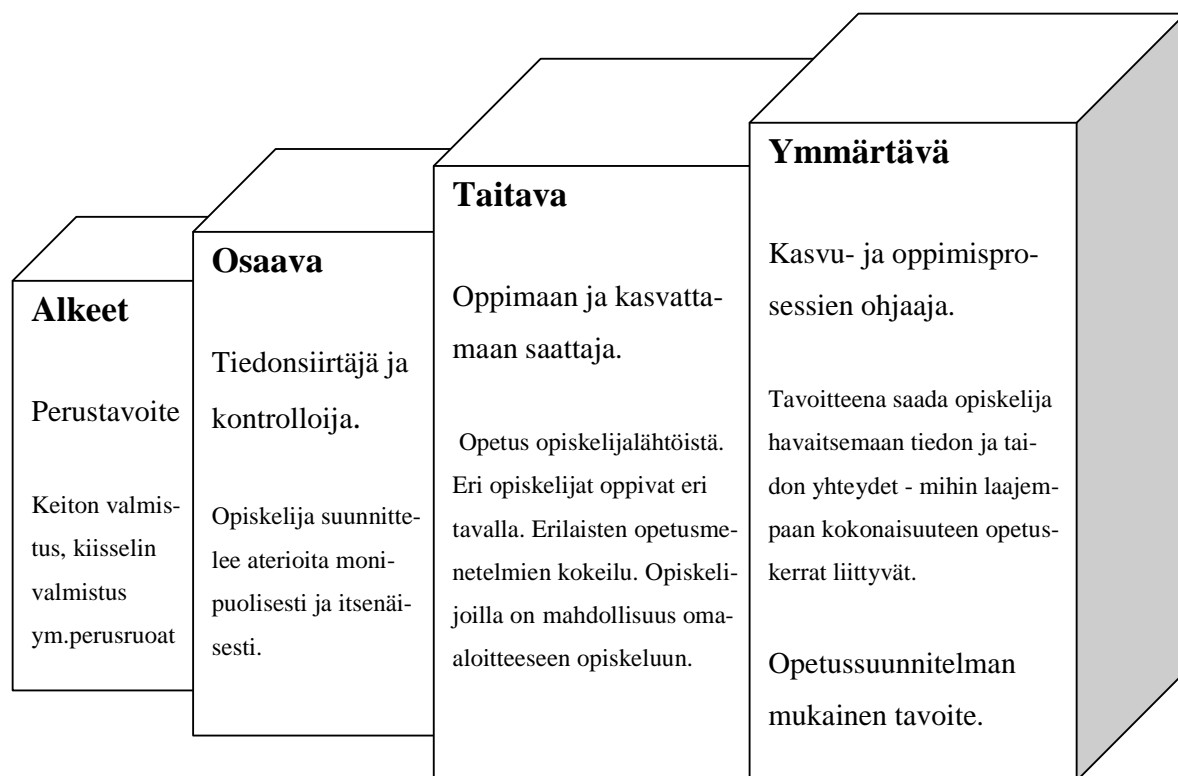 Alkeet
Perustavoite
Keiton valmis-
tus, kiisselin
valmistus
ym.perusruoat
Osaava
Tiedonsiirtäjä ja
kontrolloija.
Opiskelija suunnitte-
lee aterioita moni-
puolisesti ja itsenäi-
sesti.
Taitava
Oppimaan ja kasvatta-
maan saattaja.
Opetus opiskelijalähtöistä.
Eri opiskelijat oppivat eri
tavalla. Erilaisten opetusme-
netelmien kokeilu. Opiskeli-
joilla on mahdollisuus oma-
aloitteeseen opiskeluun.
Ymmärtävä
Kasvu- ja oppimispro-
sessien ohjaaja.
Tavoitteena saada opiskelija
havaitsemaan tiedon ja tai-
don yhteydet - mihin laajem-
paan kokonaisuuteen opetus-
kerrat liittyvät.
Opetussuunnitelman
mukainen tavoite.